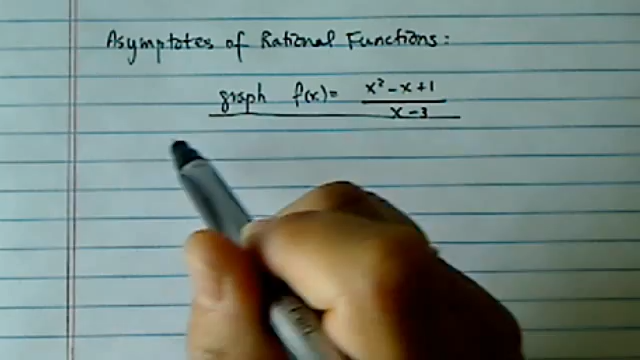 Asymptotes of Rational Functions:
graph f(x)= x² - x + 1
x - 3